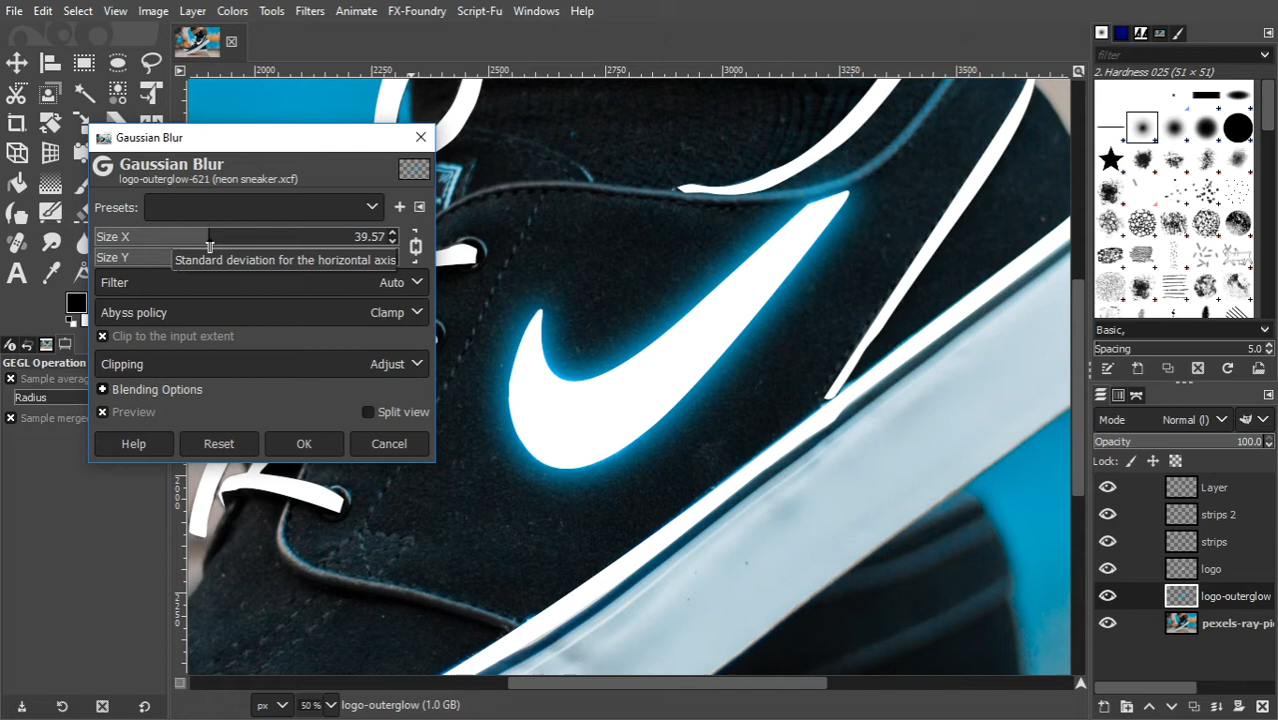 File Edit Select View Image Layer Colors Tools Filters Animate FX-Foundry Script-Fu Windows Help
filter
2. Hardness 025 (51 × 51)
2000 2250 2500 2750 3000 3250 3500
Gaussian Blur
Gaussian Blur
logo-outerglow-621 (neon sneaker.xcf)
Presets:
Size X 39.57
Size Y
Standard deviation for the horizontal axis
Filter Auto
Abyss policy Clamp
Clip to the input extent
Clipping Adjust
Blending Options
Preview Split view
Help Reset OK Cancel
GEGL Operation
Sample averag
Radius
Sample merged
Basic,
Spacing 5.0
Mode Normal (l)
Opacity 100.0
Lock:
Layer
strips 2
strips
logo
logo-outerglow
pexels-ray-pi
px 50 % logo-outerglow (1.0 GB)